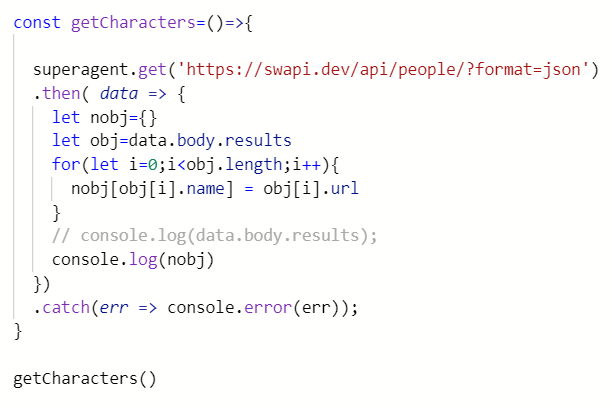 const getCharacters=()=>{
superagent.get('https://swapi.dev/api/people/?format=json')
.then( data => {
let nobj={}
let obj=data.body.results
for(let i=0;i<obj.length;i++){
nobj[obj[i].name] = obj[i].url
}
// console.log(data.body.results);
console.log(nobj)
})
.catch(err => console.error(err));
}
getCharacters()